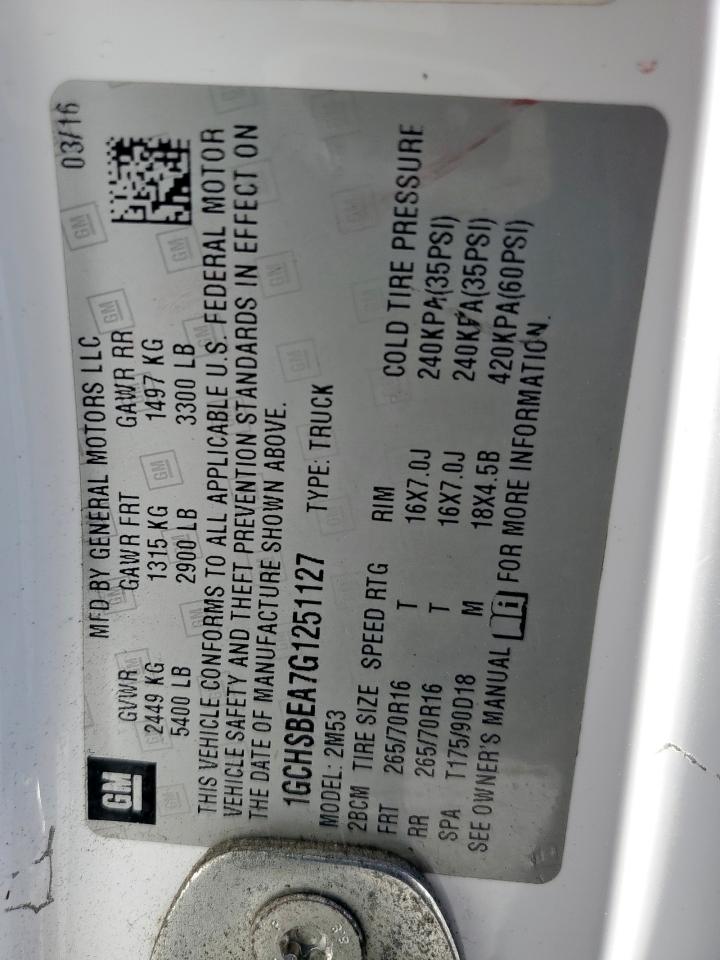 GM
MFD BY GENERAL MOTORS LLC 03/16
GVWR GAWR FRT GAWR RR
2449 KG 1315 KG 1497 KG
5400 LB 2900 LB 3300 LB
THIS VEHICLE CONFORMS TO ALL APPLICABLE U.S. FEDERAL MOTOR
VEHICLE SAFETY AND THEFT PREVENTION STANDARDS IN EFFECT ON
THE DATE OF MANUFACTURE SHOWN ABOVE.
1GCHSBEA7G1251127 TYPE: TRUCK
MODEL: 2M53
2BCM TIRE SIZE SPEED RTG RIM COLD TIRE PRESSURE
FRT 265/70R16 T 16X7.0J 240KPA(35PSI)
RR 265/70R16 T 16X7.0J 240KPA(35PSI)
SPA T175/90D18 M 18X4.5B 420KPA(60PSI)
SEE OWNER'S MANUAL FOR MORE INFORMATION.